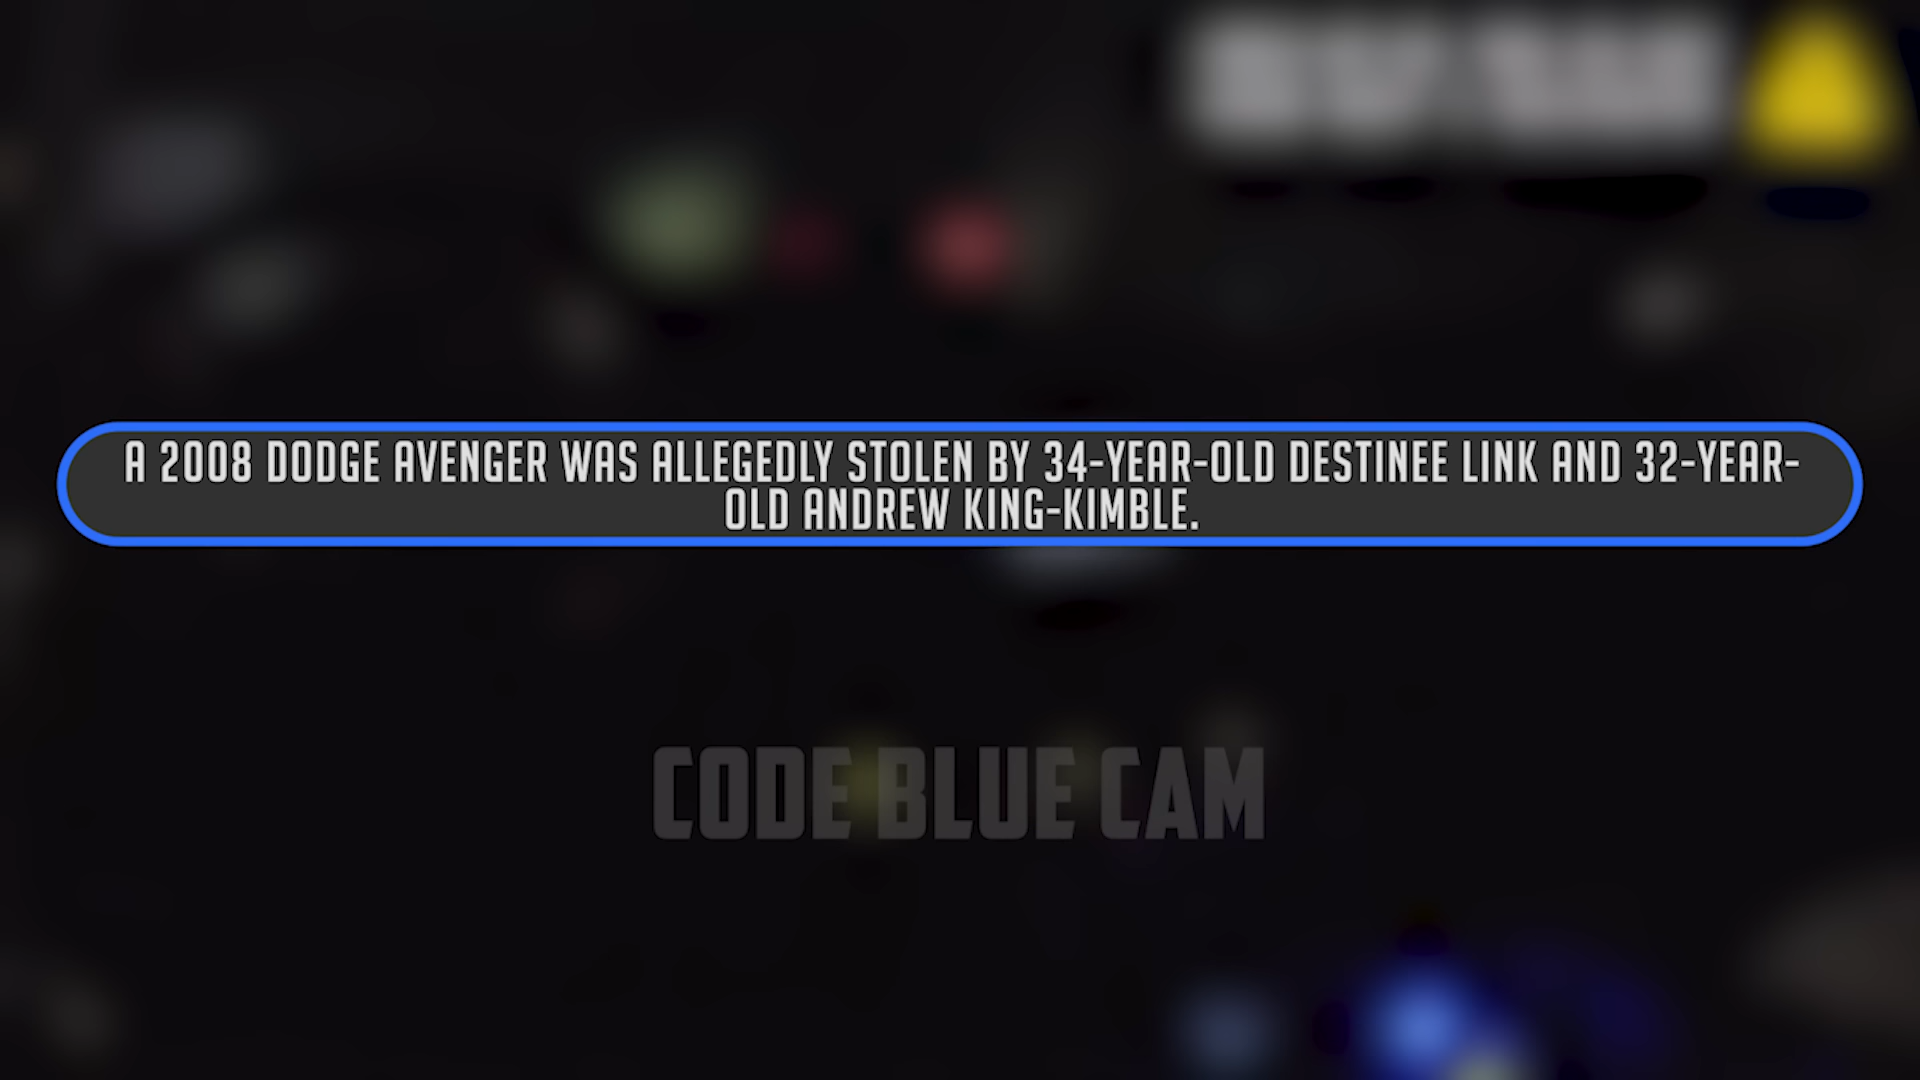 A 2008 DODGE AVENGER WAS ALLEGEDLY STOLEN BY 34-YEAR-OLD DESTINEE LINK AND 32-YEAR-
OLD ANDREW KING-KIMBLE.
CODE BLUE CAM